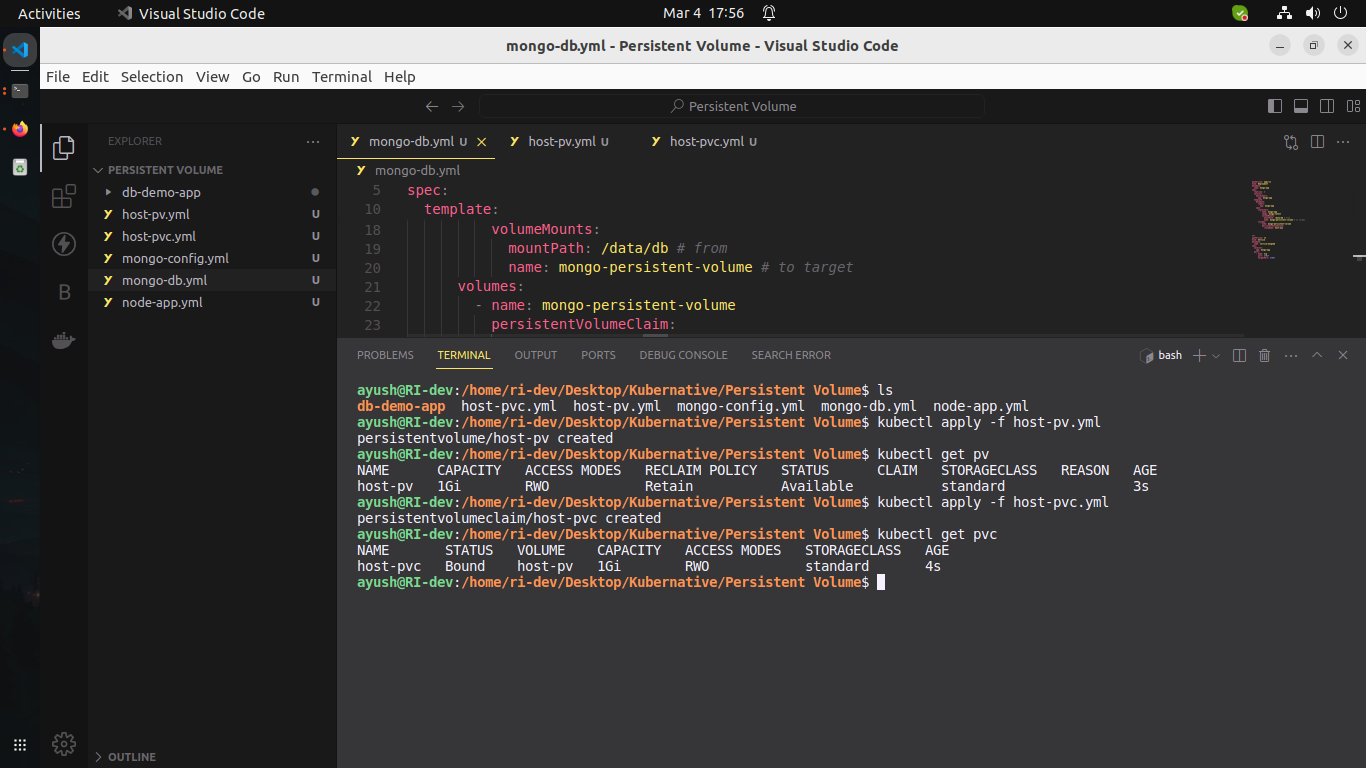 Activities Visual Studio Code Mar 4 17:56
mongo-db.yml - Persistent Volume - Visual Studio Code
File Edit Selection View Go Run Terminal Help
Persistent Volume
EXPLORER
PERSISTENT VOLUME
db-demo-app
host-pv.yml U
host-pvc.yml U
mongo-config.yml U
mongo-db.yml U
node-app.yml U
OUTLINE
mongo-db.yml U host-pv.yml U host-pvc.yml U
mongo-db.yml
5 spec:
10 template:
18 volumeMounts:
19 mountPath: /data/db # from
20 name: mongo-persistent-volume # to target
21 volumes:
22 - name: mongo-persistent-volume
23 persistentVolumeClaim:
PROBLEMS TERMINAL OUTPUT PORTS DEBUG CONSOLE SEARCH ERROR bash
ayush@RI-dev:/home/ri-dev/Desktop/Kubernative/Persistent Volume$ ls
db-demo-app host-pvc.yml host-pv.yml mongo-config.yml mongo-db.yml node-app.yml
ayush@RI-dev:/home/ri-dev/Desktop/Kubernative/Persistent Volume$ kubectl apply -f host-pv.yml
persistentvolume/host-pv created
ayush@RI-dev:/home/ri-dev/Desktop/Kubernative/Persistent Volume$ kubectl get pv
NAME CAPACITY ACCESS MODES RECLAIM POLICY STATUS CLAIM STORAGECLASS REASON AGE
host-pv 1Gi RWO Retain Available standard 3s
ayush@RI-dev:/home/ri-dev/Desktop/Kubernative/Persistent Volume$ kubectl apply -f host-pvc.yml
persistentvolumeclaim/host-pvc created
ayush@RI-dev:/home/ri-dev/Desktop/Kubernative/Persistent Volume$ kubectl get pvc
NAME STATUS VOLUME CAPACITY ACCESS MODES STORAGECLASS AGE
host-pvc Bound host-pv 1Gi RWO standard 4s
ayush@RI-dev:/home/ri-dev/Desktop/Kubernative/Persistent Volume$